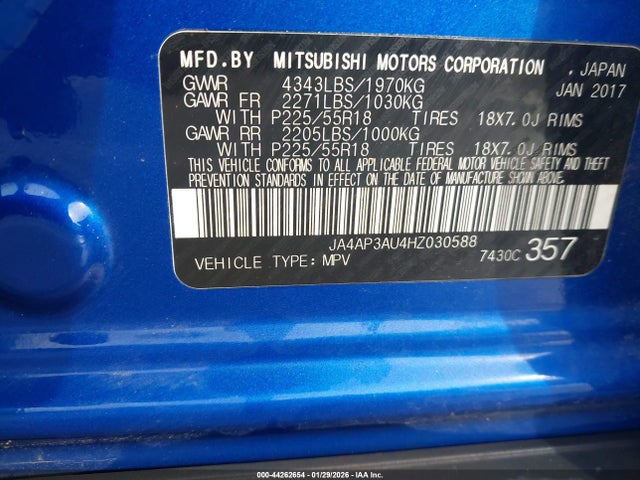 MFD.BY MITSUBISHI MOTORS CORPORATION , JAPAN
GVWR 4343LBS/1970KG JAN 2017
GAWR FR 2271LBS/1030KG
WITH P225/55R18 TIRES 18X7.0J RIMS
GAWR RR 2205LBS/1000KG
WITH P225/55R18 TIRES 18X7.0J RIMS
THIS VEHICLE CONFORMS TO ALL APPLICABLE FEDERAL MOTOR VEHICLE SAFETY AND THEFT
PREVENTION STANDARDS IN EFFECT ON THE DATE OF MANUFACTURE SHOWN ABOVE.
JA4AP3AU4HZ030588
VEHICLE TYPE: MPV 7430C 357
000-44262654 - 01/29/2026 - IAA Inc.